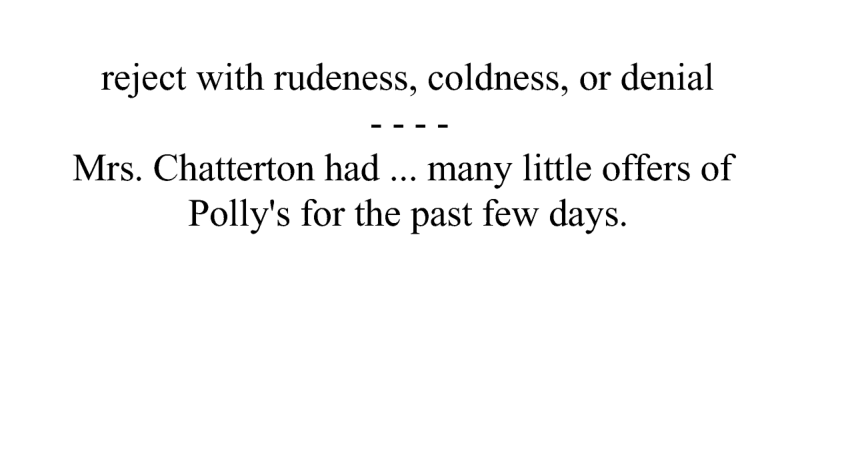 reject with rudeness, coldness, or denial
- - - -
Mrs. Chatterton had ... many little offers of
Polly's for the past few days.